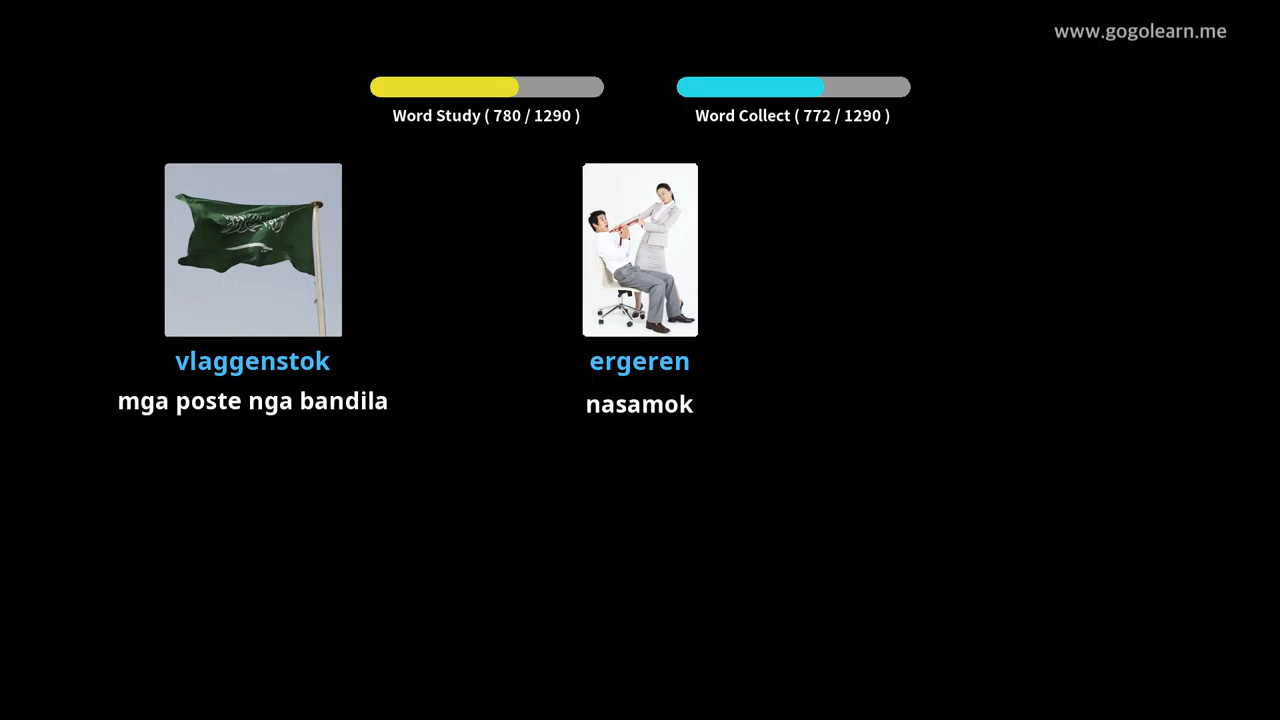 www.gogolearn.me
Word Study ( 780 / 1290 )
Word Collect ( 772 / 1290 )
vlaggenstok
mga poste nga bandila
ergeren
nasamok